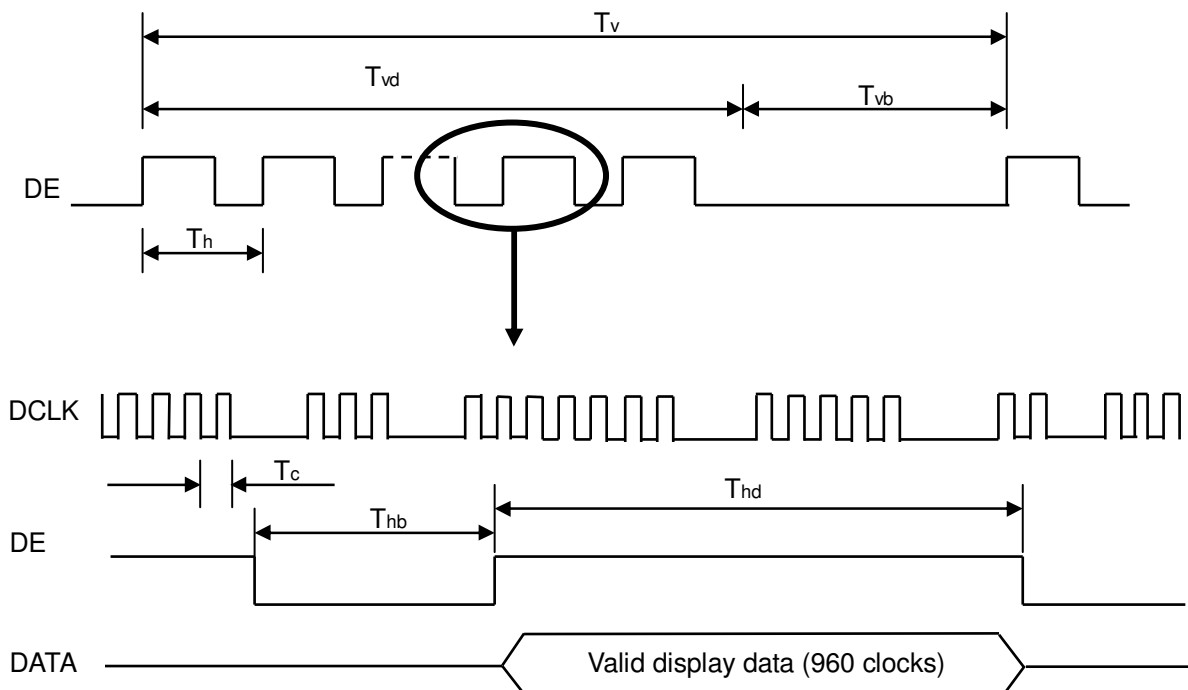 Tv
Tvd
Tvb
DE
Th
DCLK
Tc
Thd
Thb
DE
DATA
Valid display data (960 clocks)